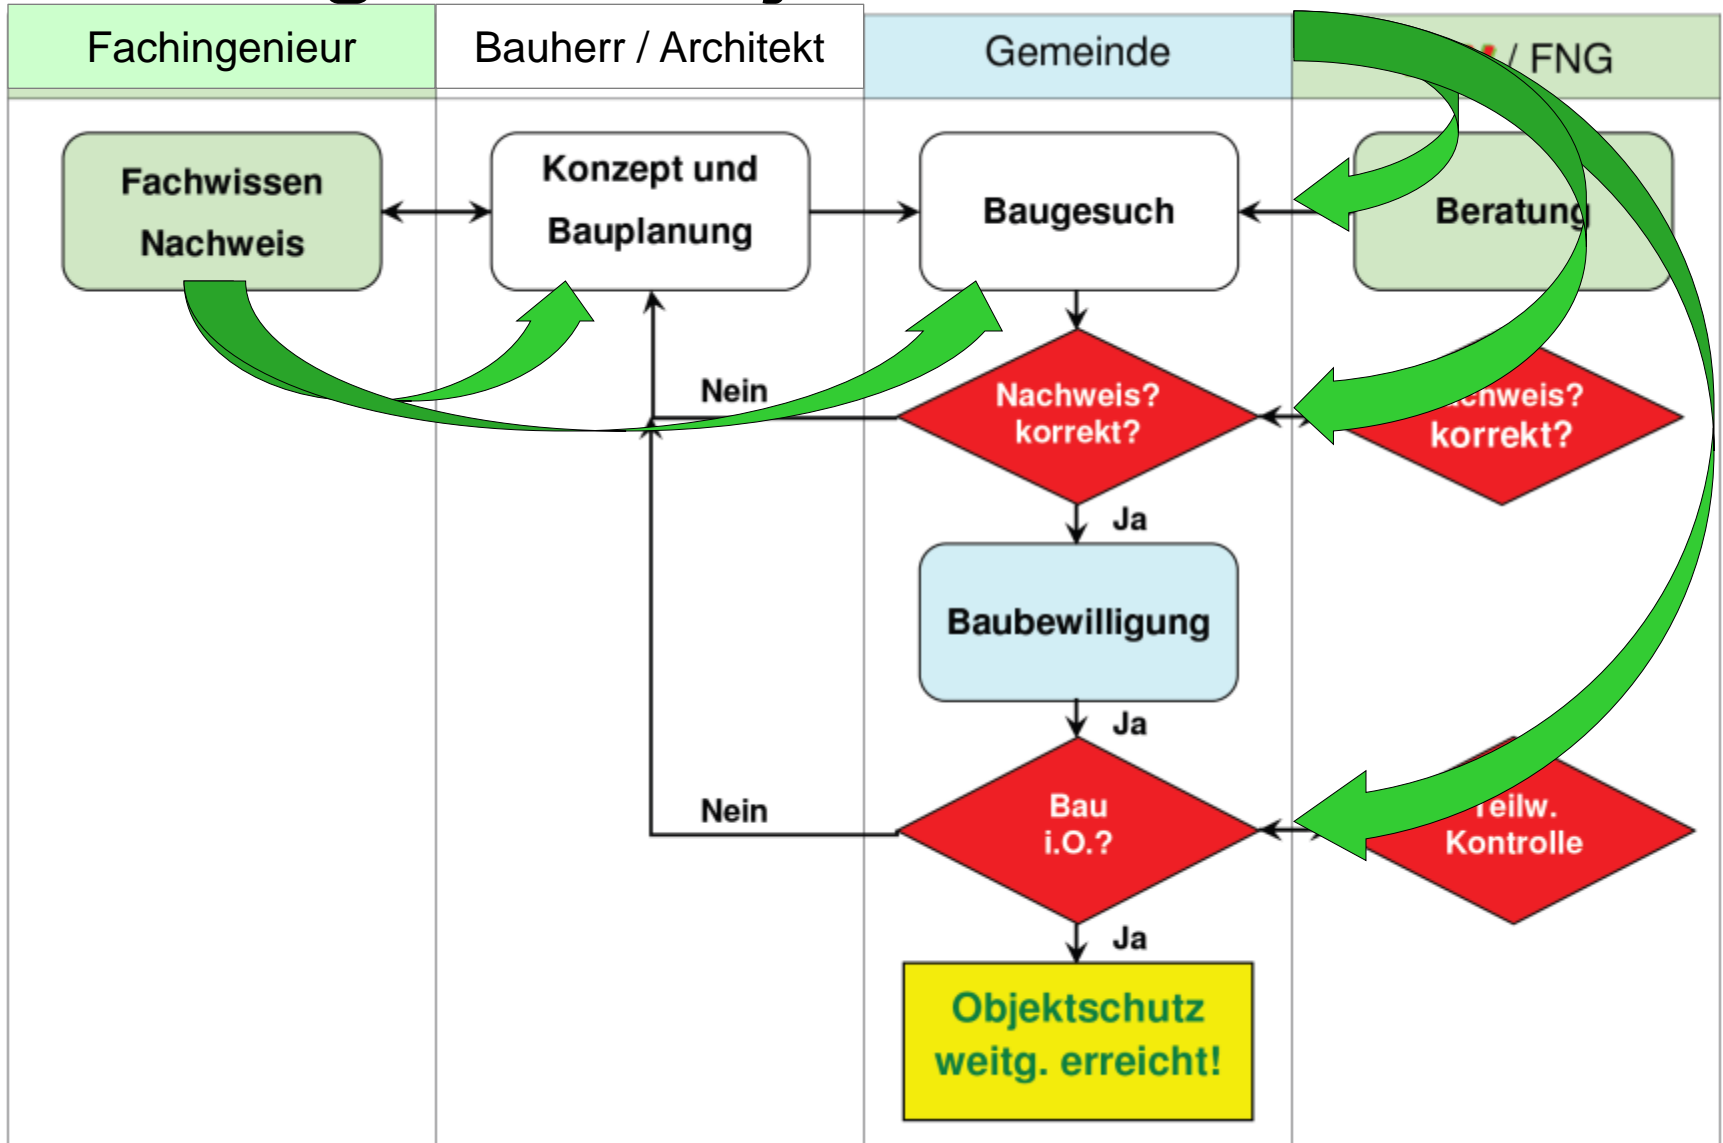 Fachingenieur
Bauherr / Architekt
Gemeinde
/ FNG
Fachwissen
Nachweis
Konzept und
Bauplanung
Baugesuch
Beratung
Nein
Nachweis?
korrekt?
korrekt?
Ja
Baubewilligung
Ja
Nein
Bau
i.O.?
Kontrolle
Ja
Objektschutz
weitg. erreicht!